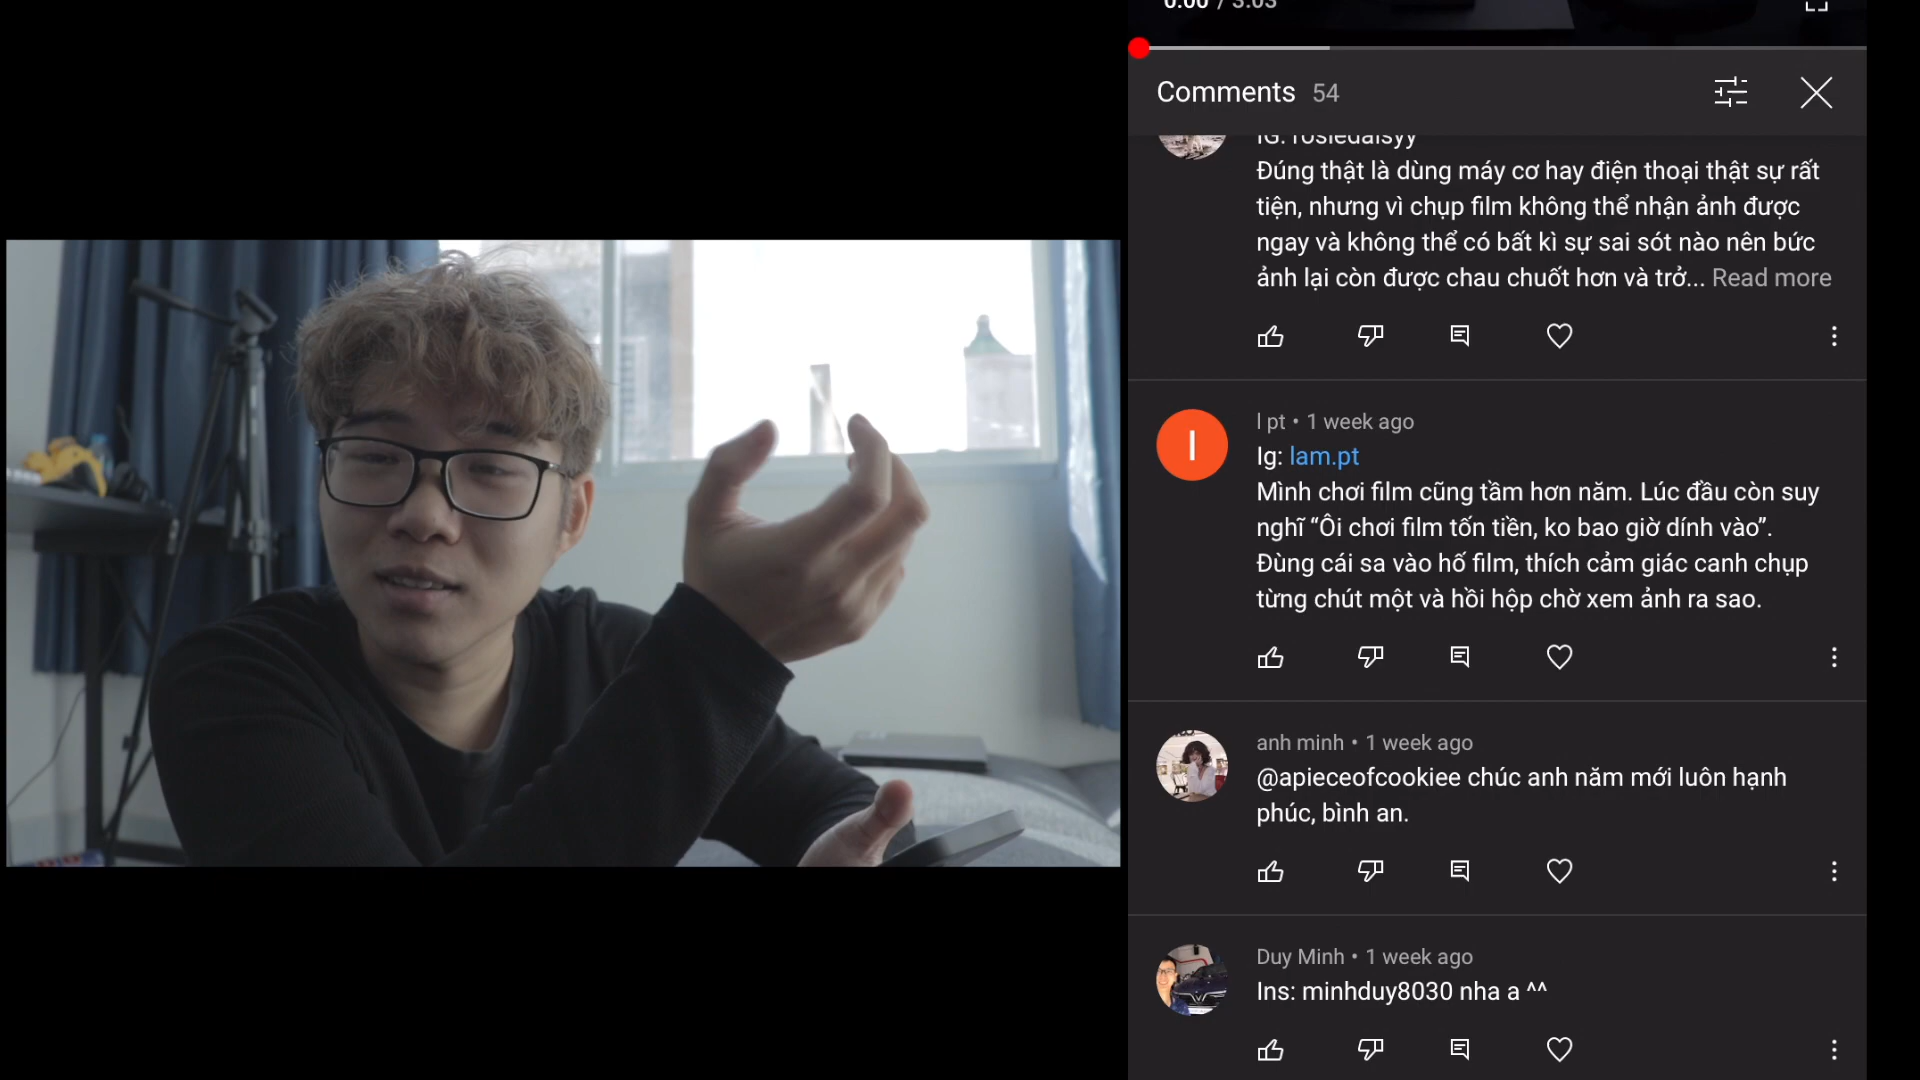 0:00 / 3:03
Comments 54
IG: rosiedaisyy
Đúng thật là dùng máy cơ hay điện thoại thật sự rất
tiện, nhưng vì chụp film không thể nhận ảnh được
ngay và không thể có bất kì sự sai sót nào nên bức
ảnh lại còn được chau chuốt hơn và trở... Read more
l pt • 1 week ago
Ig: lam.pt
Mình chơi film cũng tầm hơn năm. Lúc đầu còn suy
nghĩ “Ôi chơi film tốn tiền, ko bao giờ dính vào”.
Đùng cái sa vào hố film, thích cảm giác canh chụp
từng chút một và hồi hộp chờ xem ảnh ra sao.
anh minh • 1 week ago
@apieceofcookiee chúc anh năm mới luôn hạnh
phúc, bình an.
Duy Minh • 1 week ago
Ins: minhduy8030 nha a ^^